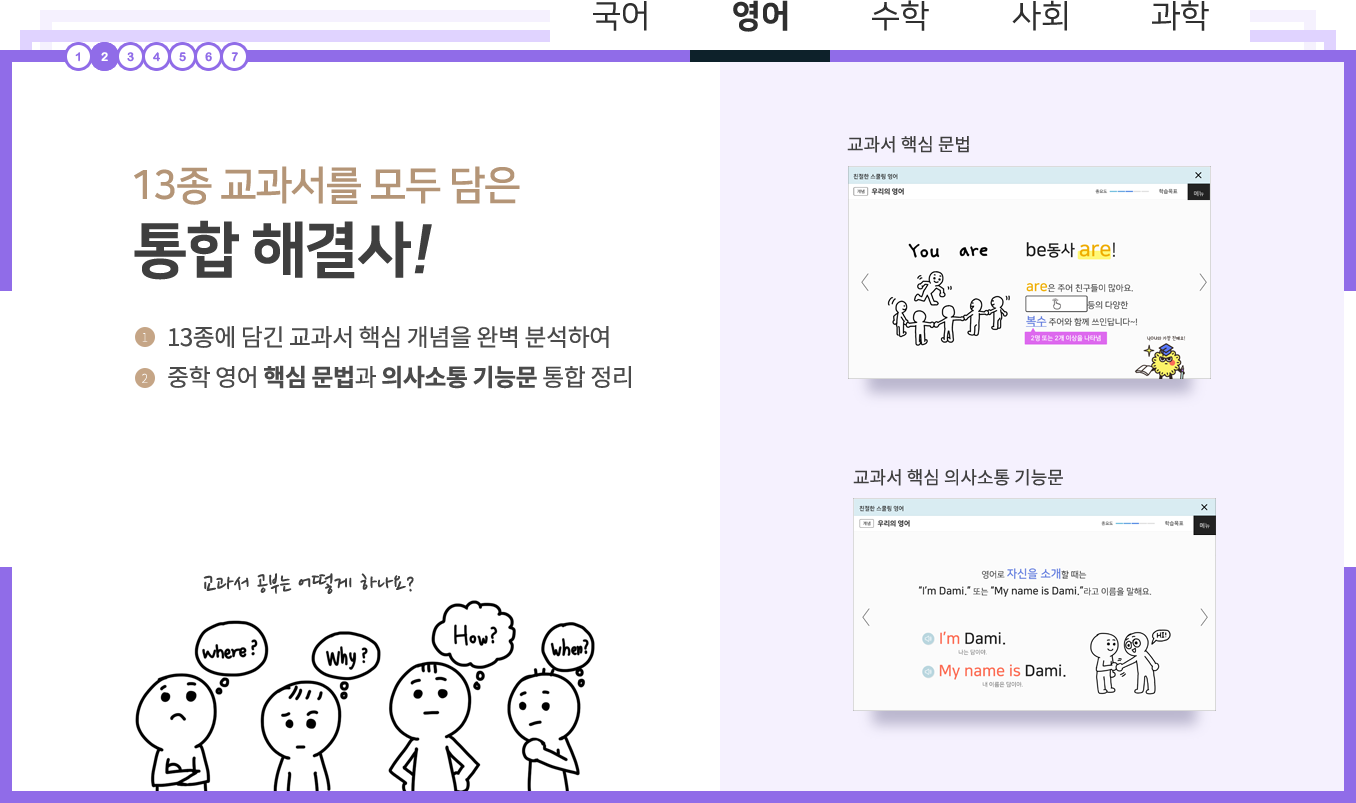 국어 영어 수학 사회 과학
1 2 3 4 5 6 7
13종 교과서를 모두 담은
통합 해결사!
1 13종에 담긴 교과서 핵심 개념을 완벽 분석하여
2 중학 영어 핵심 문법과 의사소통 기능문 통합 정리
교과서 공부는 어떻게 하나요?
where?
Why?
How?
when?
교과서 핵심 문법
친절한 스쿨링 영어
개념 우리의 영어
중요도 학습목표 메뉴
You are
be동사 are!
are은 주어 친구들이 많아요.
등의 다양한
복수 주어와 함께 쓰인답니다~!
2명 또는 2개 이상을 나타냄
교과서 핵심 의사소통 기능문
친절한 스쿨링 영어
개념 우리의 영어
중요도 학습목표 메뉴
영어로 자신을 소개할 때는
"I'm Dami." 또는 "My name is Dami."라고 이름을 말해요.
I'm Dami.
나는 담이야.
My name is Dami.
내 이름은 담이야.
HI!